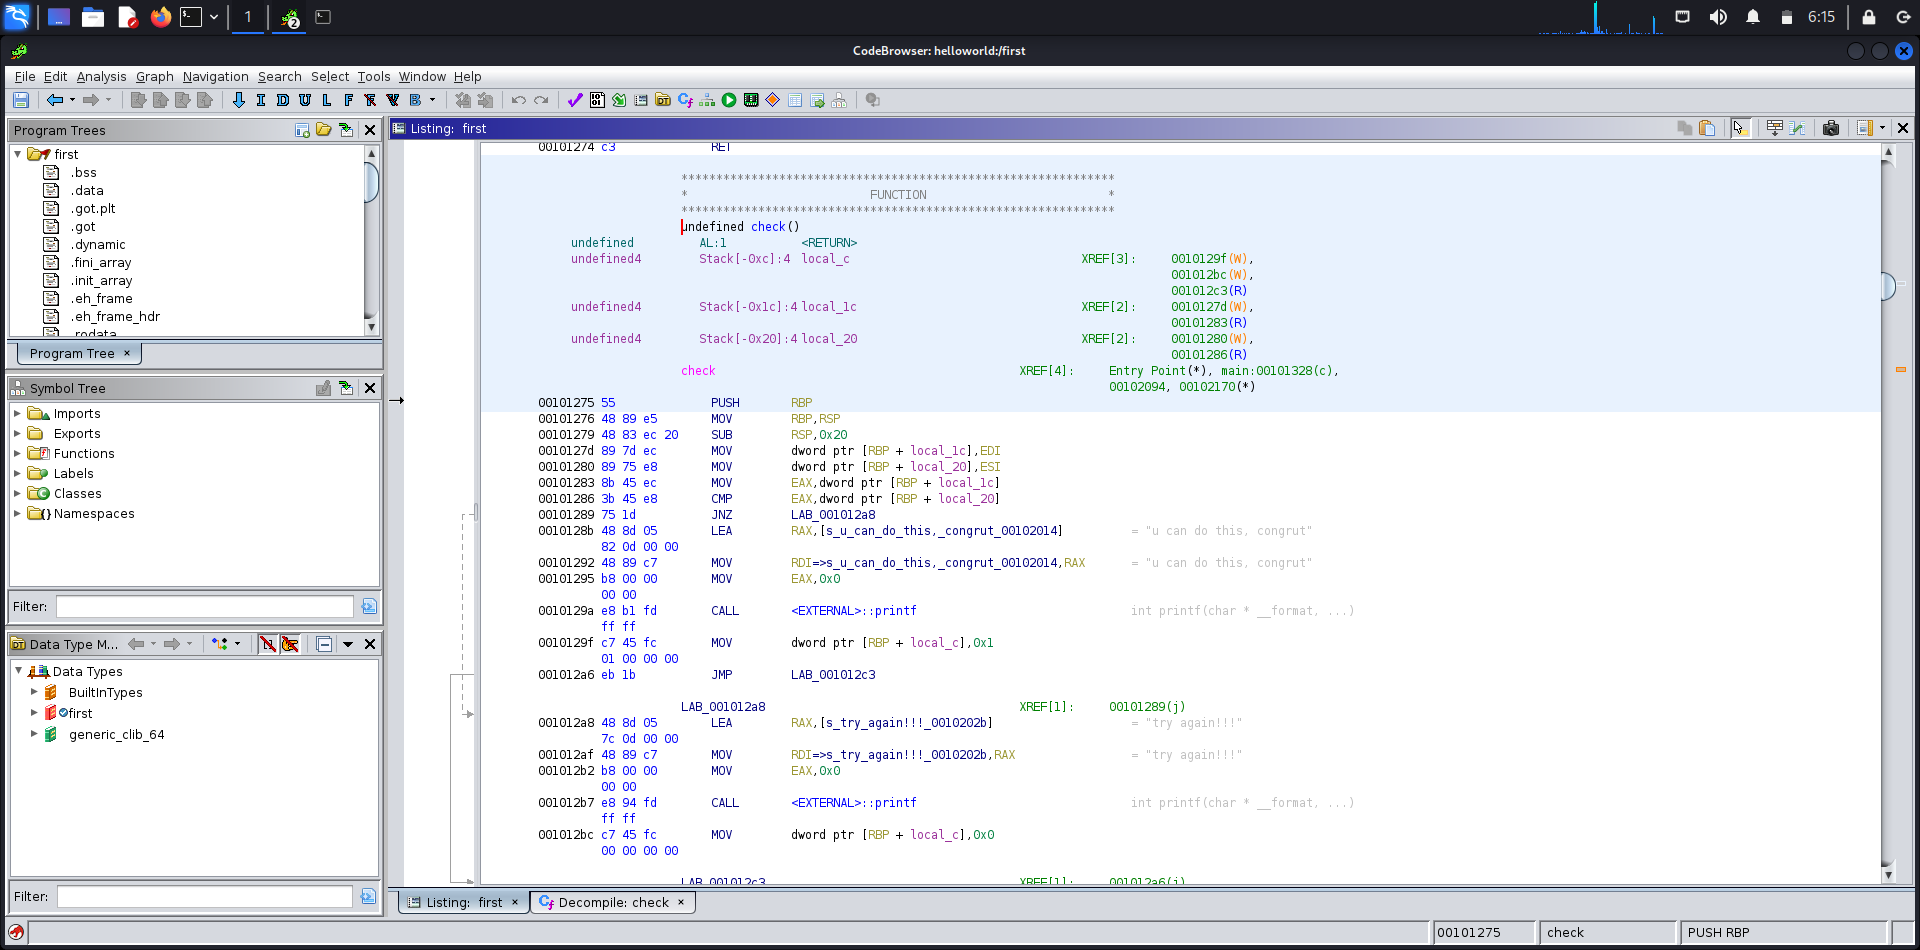 1
2
6:15
CodeBrowser: helloworld:/first
File Edit Analysis Graph Navigation Search Select Tools Window Help
I D U L F B
Program Trees
first
.bss
.data
.got.plt
.got
.dynamic
.fini_array
.init_array
.eh_frame
.eh_frame_hdr
.rodata
Program Tree ×
Symbol Tree
Imports
Exports
Functions
Labels
Classes
{} Namespaces
Filter:
Data Type M...
Data Types
BuiltInTypes
first
generic_clib_64
Filter:
Listing: first
00101274 c3 RET
**************************************************************
* FUNCTION *
**************************************************************
undefined check()
undefined AL:1 <RETURN>
undefined4 Stack[-0xc]:4 local_c XREF[3]: 0010129f(W),
001012bc(W),
001012c3(R)
undefined4 Stack[-0x1c]:4 local_1c XREF[2]: 0010127d(W),
00101283(R)
undefined4 Stack[-0x20]:4 local_20 XREF[2]: 00101280(W),
00101286(R)
check XREF[4]: Entry Point(*), main:00101328(c),
00102094, 00102170(*)
00101275 55 PUSH RBP
00101276 48 89 e5 MOV RBP,RSP
00101279 48 83 ec 20 SUB RSP,0x20
0010127d 89 7d ec MOV dword ptr [RBP + local_1c],EDI
00101280 89 75 e8 MOV dword ptr [RBP + local_20],ESI
00101283 8b 45 ec MOV EAX,dword ptr [RBP + local_1c]
00101286 3b 45 e8 CMP EAX,dword ptr [RBP + local_20]
00101289 75 1d JNZ LAB_001012a8
0010128b 48 8d 05 LEA RAX,[s_u_can_do_this,_congrut_00102014] = "u can do this, congrut"
82 0d 00 00
00101292 48 89 c7 MOV RDI=>s_u_can_do_this,_congrut_00102014,RAX = "u can do this, congrut"
00101295 b8 00 00 MOV EAX,0x0
00 00
0010129a e8 b1 fd CALL <EXTERNAL>::printf int printf(char * __format, ...)
ff ff
0010129f c7 45 fc MOV dword ptr [RBP + local_c],0x1
01 00 00 00
001012a6 eb 1b JMP LAB_001012c3
LAB_001012a8 XREF[1]: 00101289(j)
001012a8 48 8d 05 LEA RAX,[s_try_again!!!_0010202b] = "try again!!!"
7c 0d 00 00
001012af 48 89 c7 MOV RDI=>s_try_again!!!_0010202b,RAX = "try again!!!"
001012b2 b8 00 00 MOV EAX,0x0
00 00
001012b7 e8 94 fd CALL <EXTERNAL>::printf int printf(char * __format, ...)
ff ff
001012bc c7 45 fc MOV dword ptr [RBP + local_c],0x0
00 00 00 00
LAB_001012c3 XREF[1]: 001012a6(j)
Listing: first × Decompile: check ×
00101275 check PUSH RBP